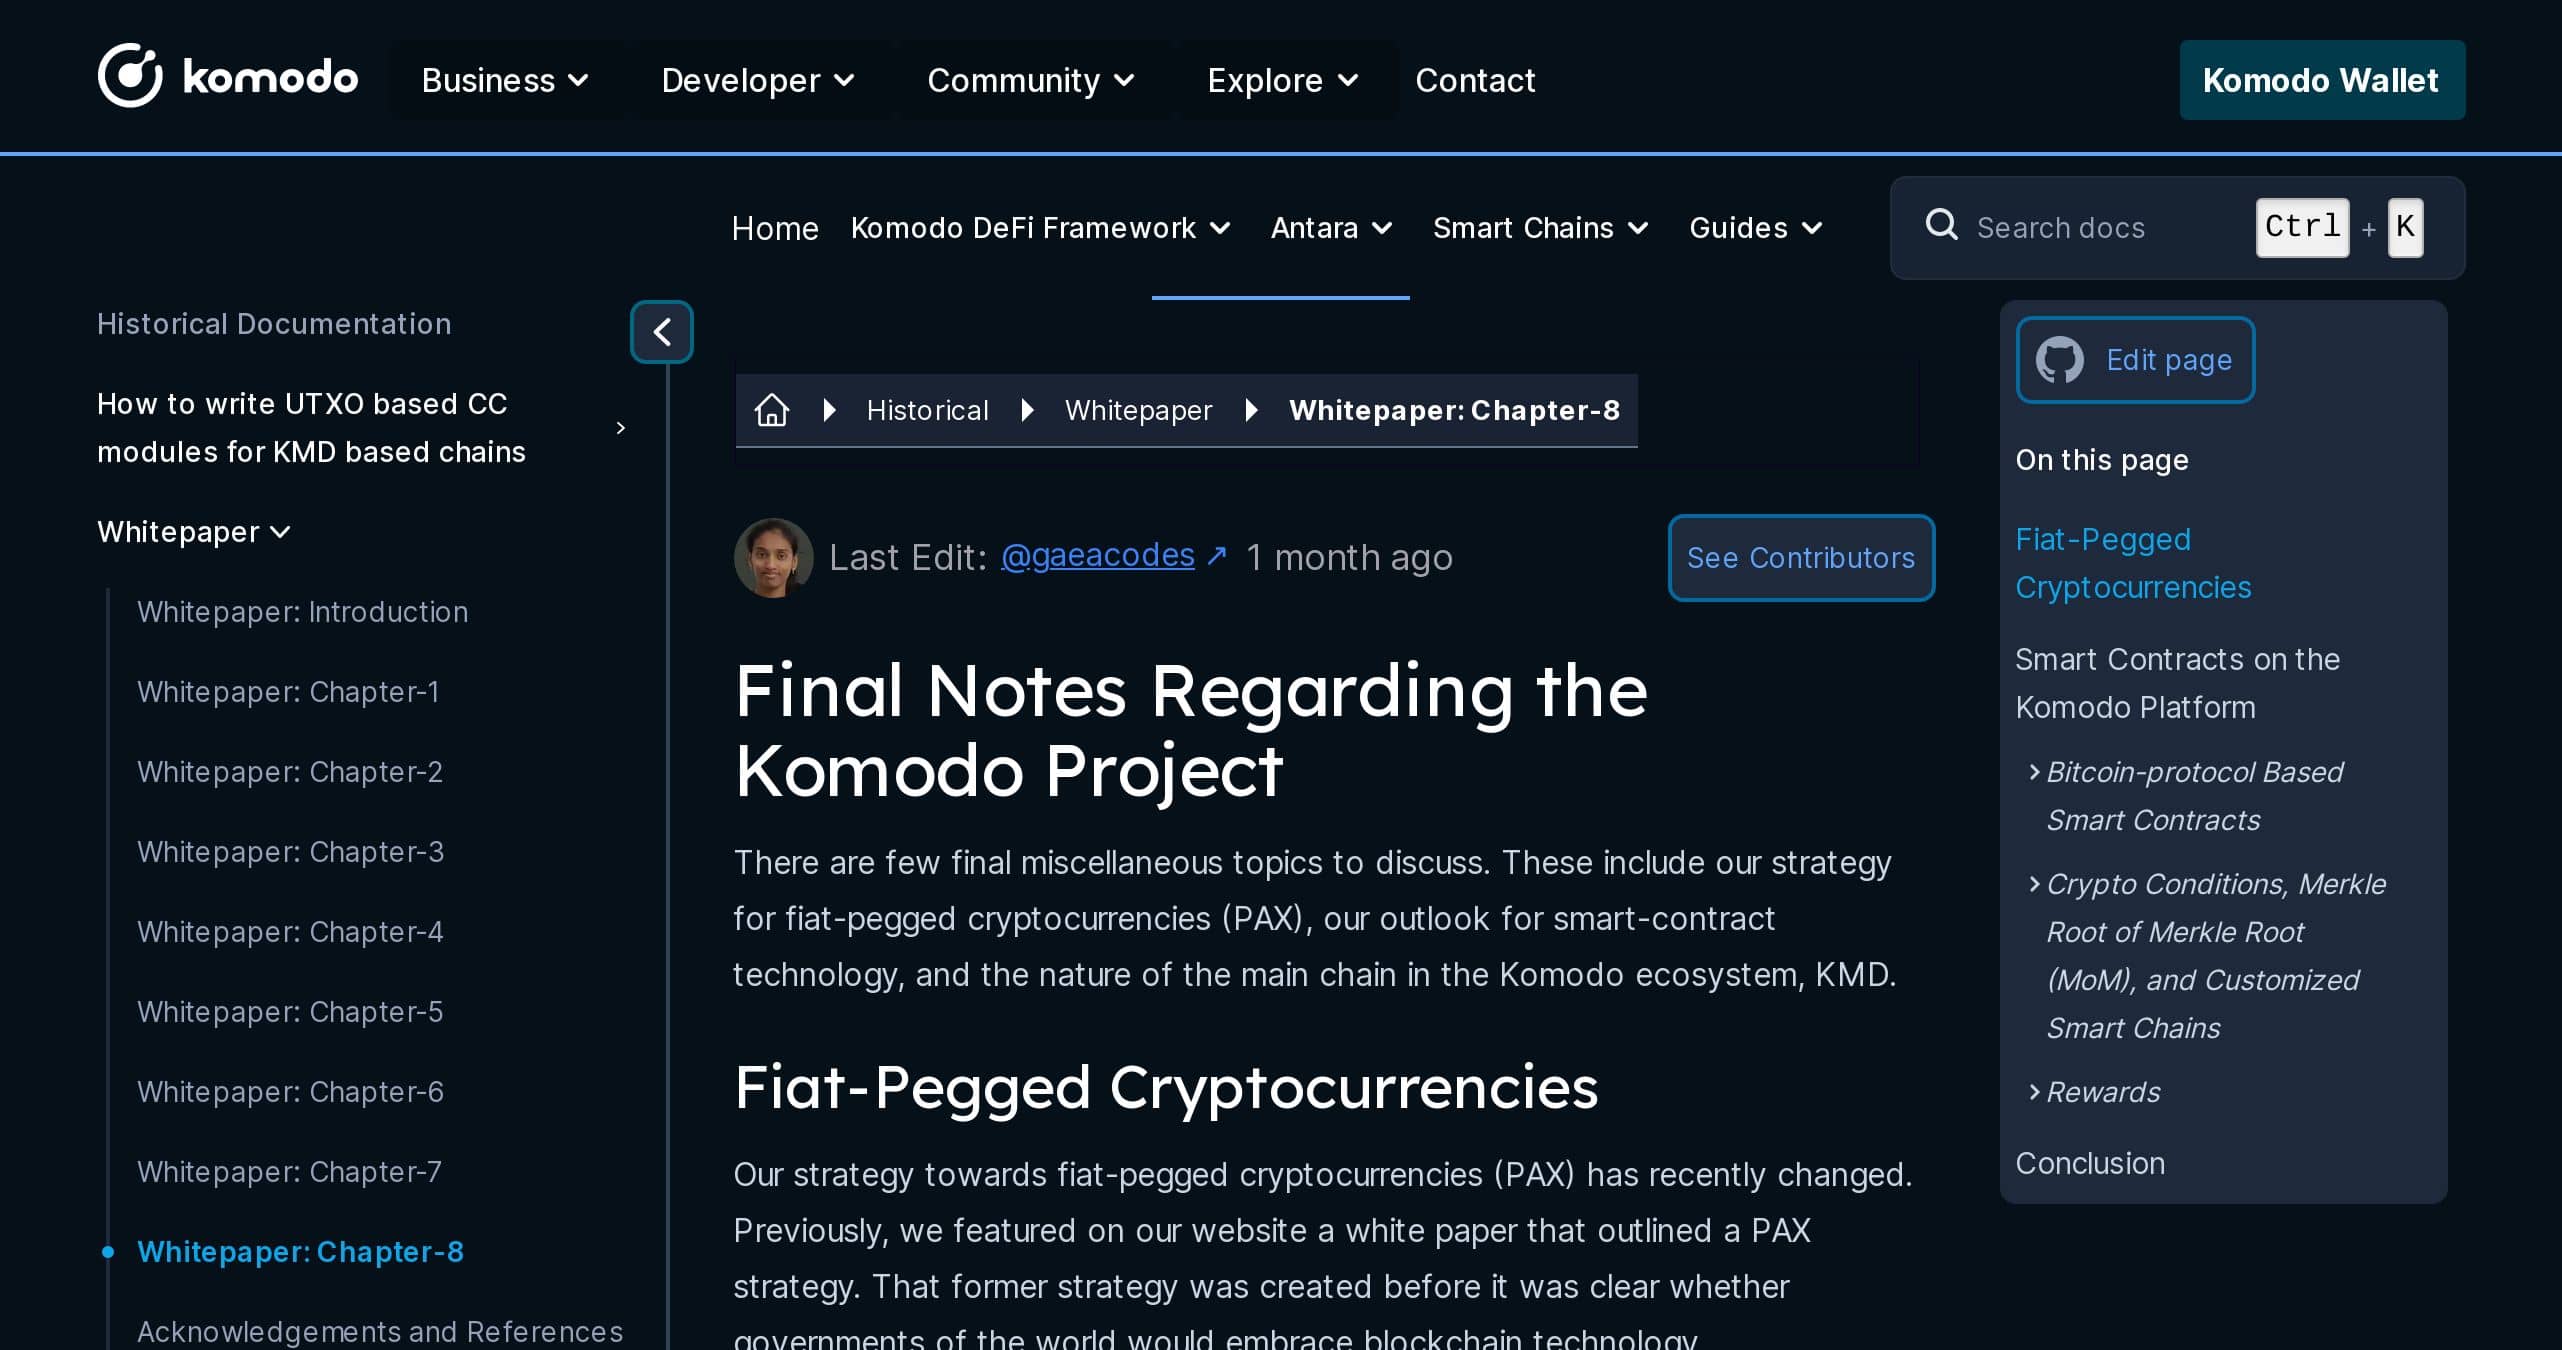 komodo
Business
Developer
Community
Explore
Contact
Komodo Wallet
Home
Komodo DeFi Framework
Antara
Smart Chains
Guides
Search docs
Ctrl + K
Historical Documentation
How to write UTXO based CC
modules for KMD based chains
Whitepaper
Whitepaper: Introduction
Whitepaper: Chapter-1
Whitepaper: Chapter-2
Whitepaper: Chapter-3
Whitepaper: Chapter-4
Whitepaper: Chapter-5
Whitepaper: Chapter-6
Whitepaper: Chapter-7
Whitepaper: Chapter-8
Acknowledgements and References
Historical
Whitepaper
Whitepaper: Chapter-8
Last Edit: @gaeacodes ↗ 1 month ago
See Contributors
Final Notes Regarding the
Komodo Project
There are few final miscellaneous topics to discuss. These include our strategy
for fiat-pegged cryptocurrencies (PAX), our outlook for smart-contract
technology, and the nature of the main chain in the Komodo ecosystem, KMD.
Fiat-Pegged Cryptocurrencies
Our strategy towards fiat-pegged cryptocurrencies (PAX) has recently changed.
Previously, we featured on our website a white paper that outlined a PAX
strategy. That former strategy was created before it was clear whether
governments of the world would embrace blockchain technology.
Edit page
On this page
Fiat-Pegged
Cryptocurrencies
Smart Contracts on the
Komodo Platform
Bitcoin-protocol Based
Smart Contracts
Crypto Conditions, Merkle
Root of Merkle Root
(MoM), and Customized
Smart Chains
Rewards
Conclusion